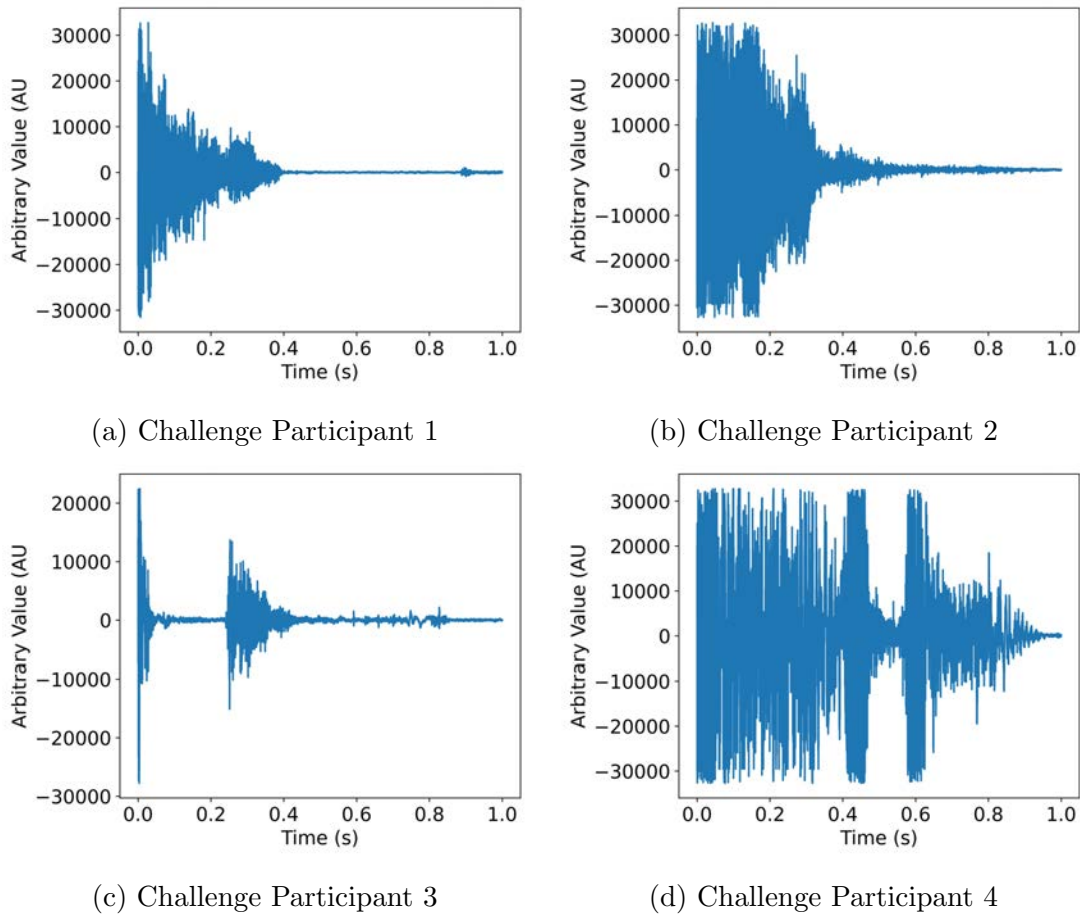 30000
20000
10000
0
−10000
−20000
−30000
Arbitrary Value (AU
0.0 0.2 0.4 0.6 0.8 1.0
Time (s)
(a) Challenge Participant 1
30000
20000
10000
0
−10000
−20000
−30000
Arbitrary Value (AU
0.0 0.2 0.4 0.6 0.8 1.0
Time (s)
(b) Challenge Participant 2
20000
10000
0
−10000
−20000
−30000
Arbitrary Value (AU
0.0 0.2 0.4 0.6 0.8 1.0
Time (s)
(c) Challenge Participant 3
30000
20000
10000
0
−10000
−20000
−30000
Arbitrary Value (AU
0.0 0.2 0.4 0.6 0.8 1.0
Time (s)
(d) Challenge Participant 4